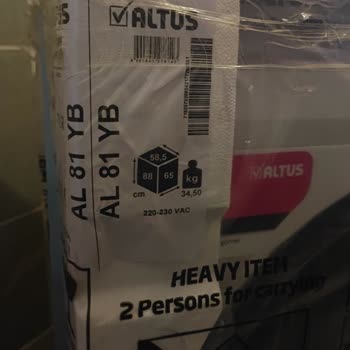 ALTUS
AL 81 YB
AL 81 YB
58,5
88
65
kg
cm
34,50
220-230 VAC
ALTUS
HEAVY ITEM
2 Persons for carrying